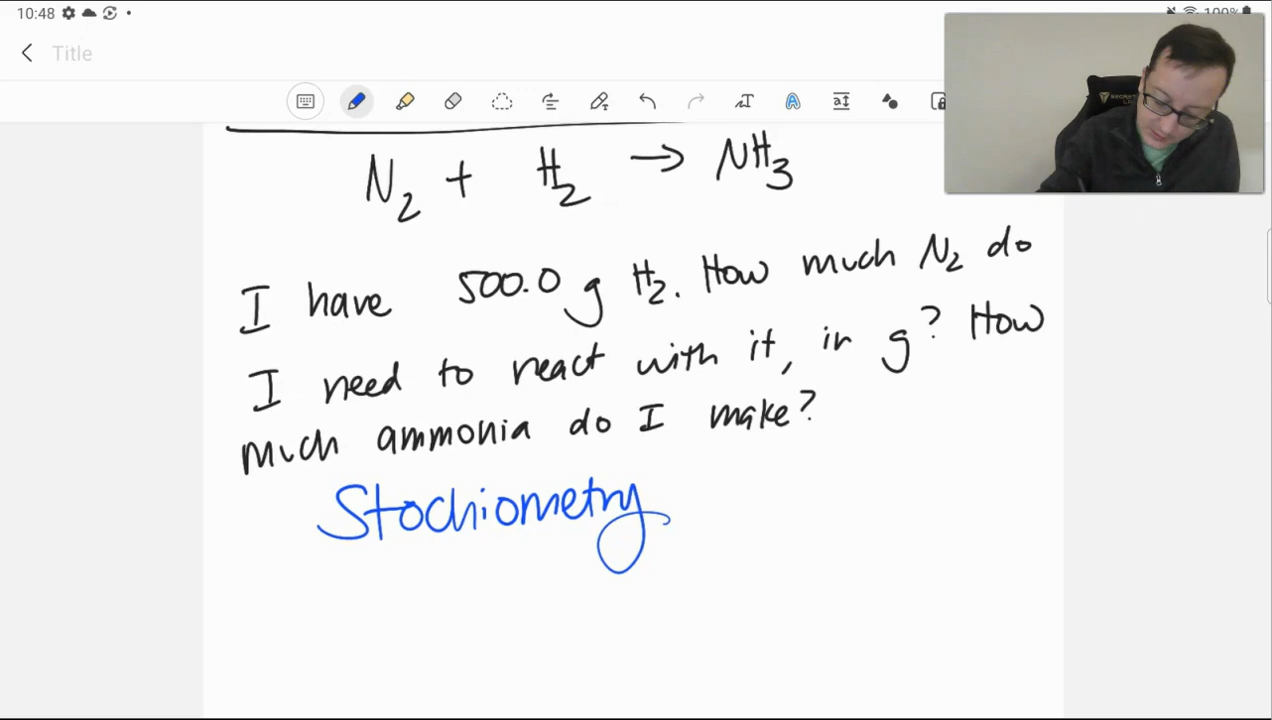 10:48
100%
Title
N2 + H2 → NH3
I have 500.0 g H2. How much N2 do
I need to react with it, in g? How
much ammonia do I make?
Stochiometry